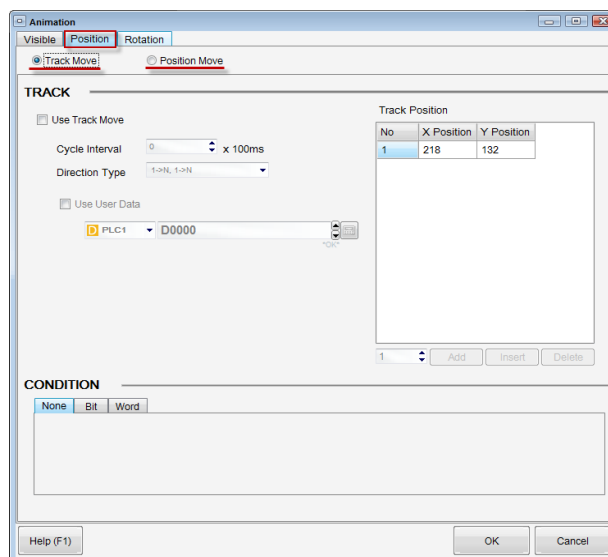 Animation
Visible Position Rotation
Track Move Position Move
TRACK
Use Track Move
Cycle Interval 0 x 100ms
Direction Type 1->N, 1->N
Use User Data
D PLC1 D0000
*OK*
Track Position
No X Position Y Position
1 218 132
1 Add Insert Delete
CONDITION
None Bit Word
Help (F1) OK Cancel